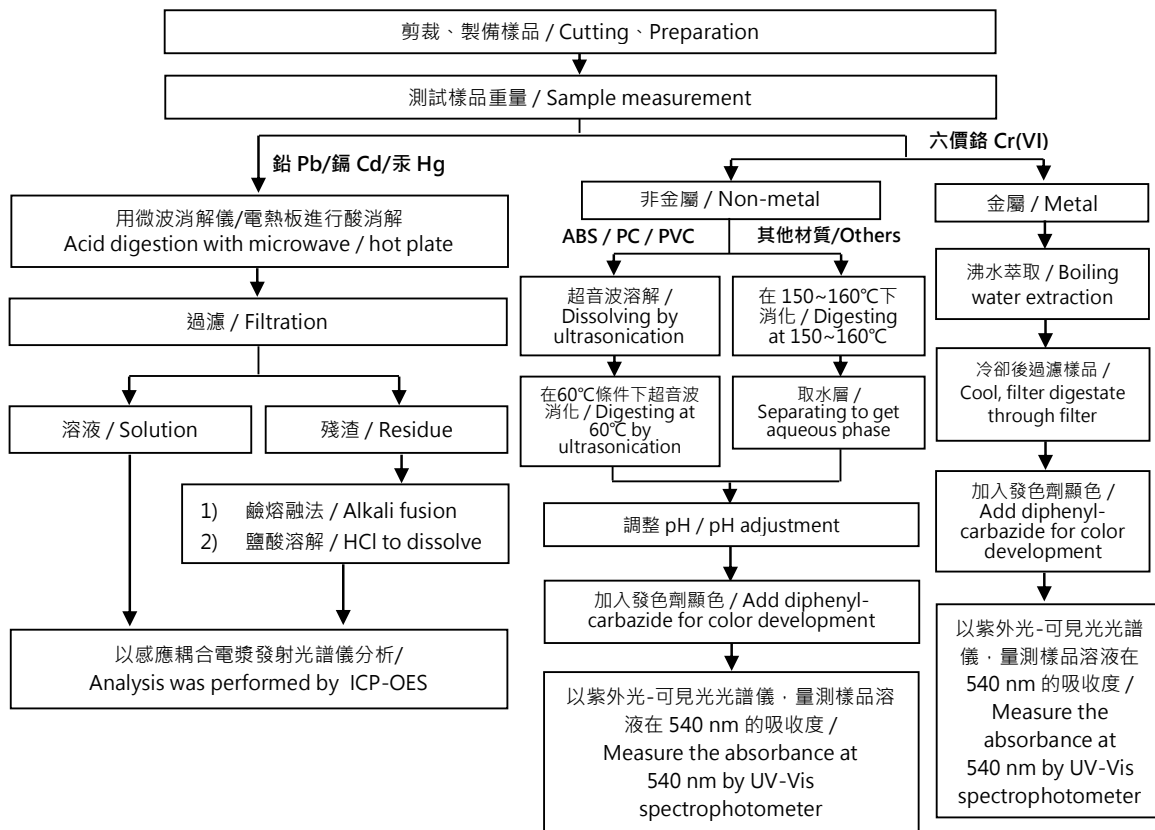 剪裁、製備樣品 / Cutting、Preparation
測試樣品重量 / Sample measurement
鉛 Pb/鎘 Cd/汞 Hg
六價鉻 Cr(VI)
用微波消解儀/電熱板進行酸消解
Acid digestion with microwave / hot plate
過濾 / Filtration
溶液 / Solution
殘渣 / Residue
1) 鹼熔融法 / Alkali fusion
2) 鹽酸溶解 / HCl to dissolve
以感應耦合電漿發射光譜儀分析/
Analysis was performed by ICP-OES
非金屬 / Non-metal
ABS / PC / PVC
其他材質/Others
超音波溶解 /
Dissolving by
ultrasonication
在60℃條件下超音波
消化 / Digesting at
60℃ by
ultrasonication
在 150~160℃下
消化 / Digesting
at 150~160℃
取水層 /
Separating to get
aqueous phase
調整 pH / pH adjustment
加入發色劑顯色 / Add diphenyl-
carbazide for color development
以紫外光-可見光光譜儀，量測樣品溶
液在 540 nm 的吸收度 /
Measure the absorbance at
540 nm by UV-Vis
spectrophotometer
金屬 / Metal
沸水萃取 / Boiling
water extraction
冷卻後過濾樣品 /
Cool, filter digestate
through filter
加入發色劑顯色 /
Add diphenyl-
carbazide for color
development
以紫外光-可見光光譜
儀，量測樣品溶液在
540 nm 的吸收度 /
Measure the
absorbance at
540 nm by UV-Vis
spectrophotometer